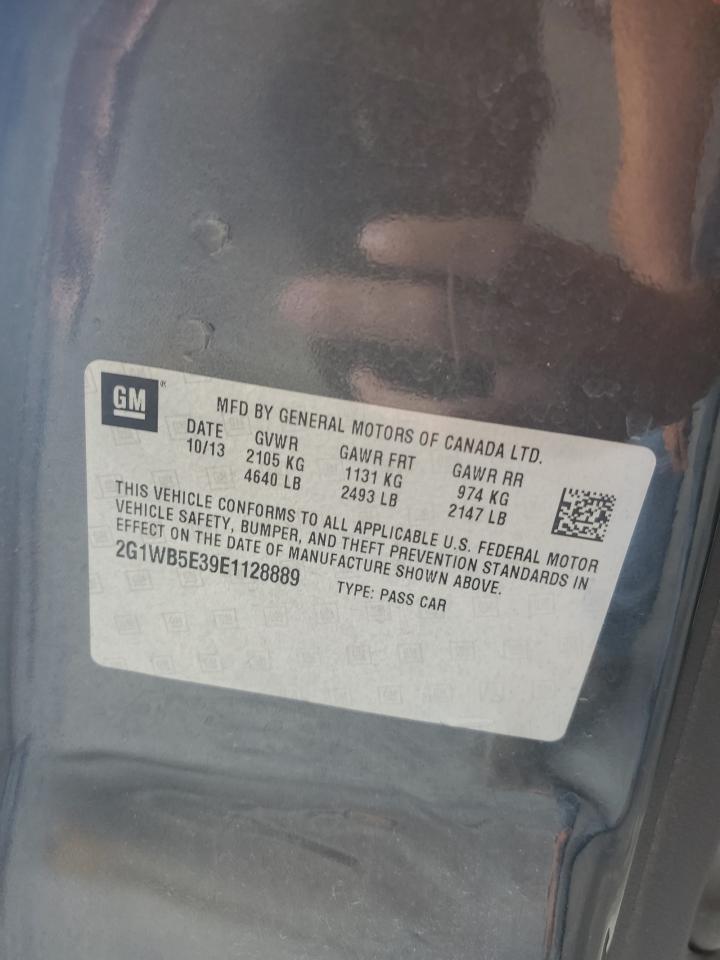 GM®
MFD BY GENERAL MOTORS OF CANADA LTD.
DATE GVWR GAWR FRT GAWR RR
10/13 2105 KG 1131 KG 974 KG
4640 LB 2493 LB 2147 LB
THIS VEHICLE CONFORMS TO ALL APPLICABLE U.S. FEDERAL MOTOR
VEHICLE SAFETY, BUMPER, AND THEFT PREVENTION STANDARDS IN
EFFECT ON THE DATE OF MANUFACTURE SHOWN ABOVE.
2G1WB5E39E1128889 TYPE: PASS CAR